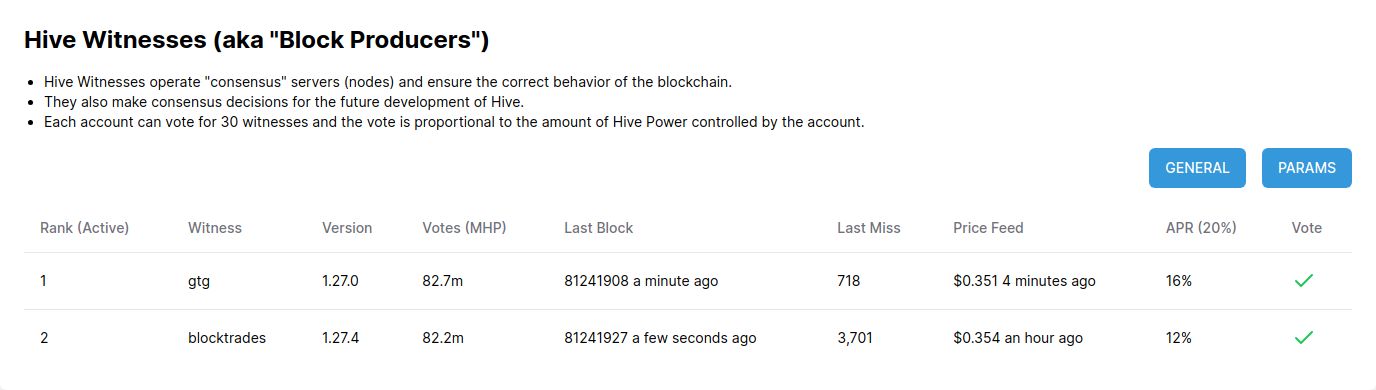 Hive Witnesses (aka "Block Producers")
Hive Witnesses operate "consensus" servers (nodes) and ensure the correct behavior of the blockchain.
They also make consensus decisions for the future development of Hive.
Each account can vote for 30 witnesses and the vote is proportional to the amount of Hive Power controlled by the account.
GENERAL PARAMS
Rank (Active) Witness Version Votes (MHP) Last Block Last Miss Price Feed APR (20%) Vote
1 gtg 1.27.0 82.7m 81241908 a minute ago 718 $0.351 4 minutes ago 16%
2 blocktrades 1.27.4 82.2m 81241927 a few seconds ago 3,701 $0.354 an hour ago 12%